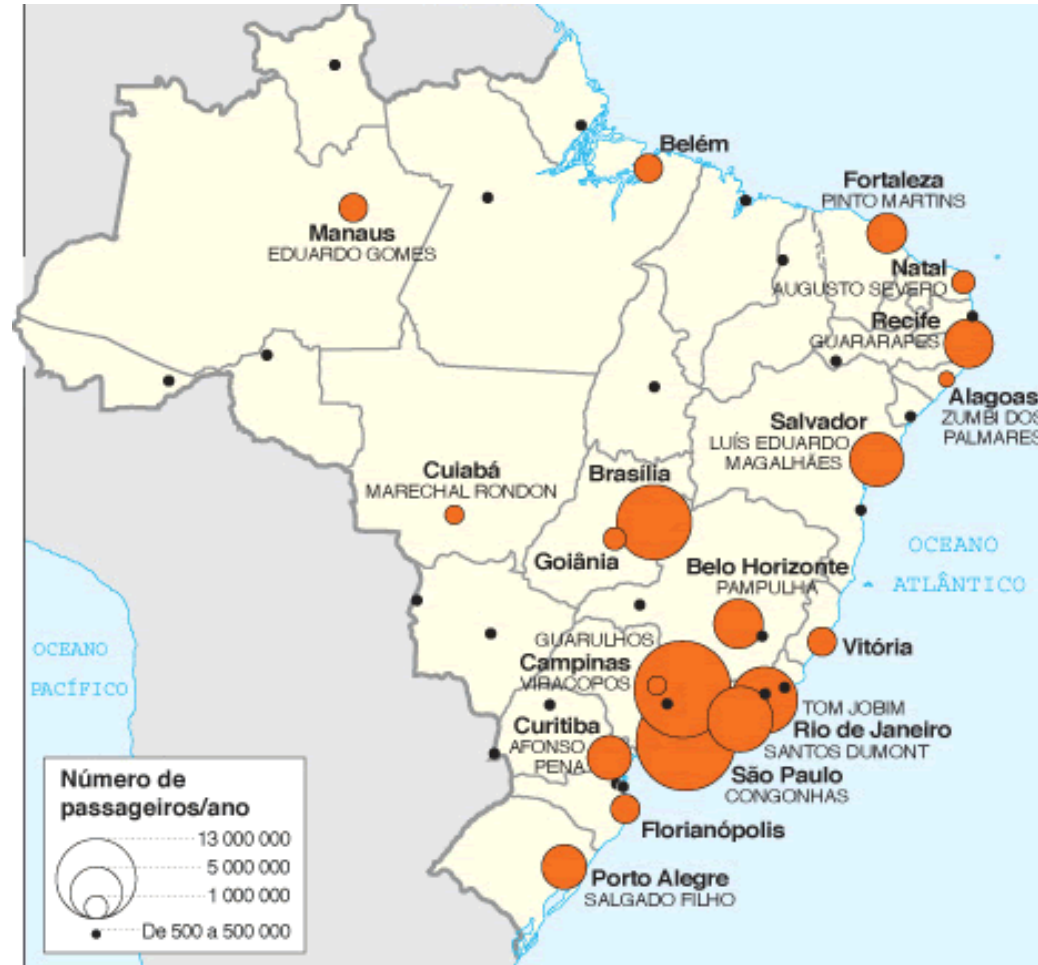 Belém
Fortaleza
PINTO MARTINS
Manaus
EDUARDO GOMES
Natal
AUGUSTO SEVERO
Recife
GUARARAPES
Alagoas
ZUMBI DOS
PALMARES
Salvador
LUÍS EDUARDO
MAGALHÃES
Cuiabá
MARECHAL RONDON
Brasília
Goiânia
OCEANO
ATLÂNTICO
Belo Horizonte
PAMPULHA
GUARULHOS
Vitória
Campinas
VIRACOPOS
OCEANO
PACÍFICO
TOM JOBIM
Rio de Janeiro
SANTOS DUMONT
Curitiba
AFONSO
PENA
São Paulo
CONGONHAS
Florianópolis
Porto Alegre
SALGADO FILHO
Número de
passageiros/ano
13 000 000
5 000 000
1 000 000
De 500 a 500 000